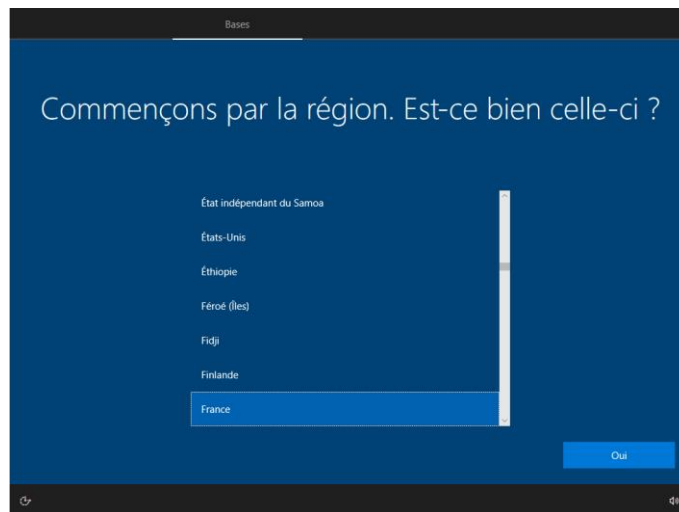 Bases
Commençons par la région. Est-ce bien celle-ci ?
État indépendant du Samoa
États-Unis
Éthiopie
Féroé (Îles)
Fidji
Finlande
France
Oui